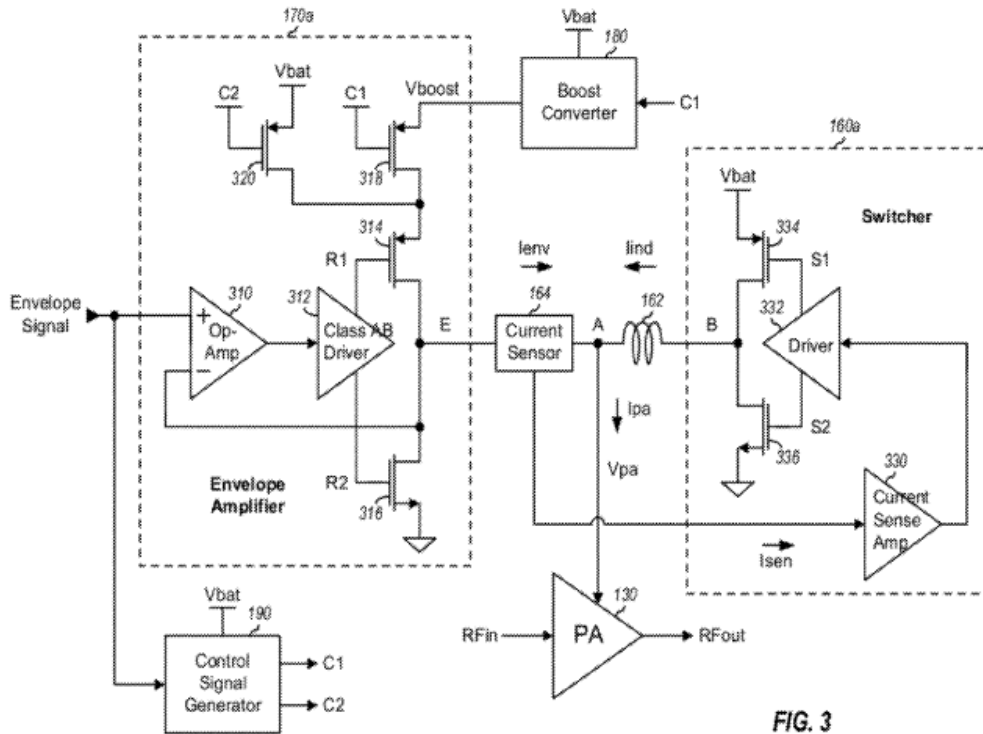 170a
Vbat
180
Vbat
C2
C1
Vboost
Boost
Converter
C1
160a
320
318
Vbat
Switcher
314
334
R1
Ienv
Iind
S1
Envelope
Signal
310
312
164
162
332
+
Op-
Amp
−
Class AB
Driver
E
Current
Sensor
A
B
Driver
Ipa
S2
336
Vpa
330
R2
316
Envelope
Amplifier
Current
Sense
Amp
Isen
Vbat
190
130
Control
Signal
Generator
C1
C2
RFin
PA
RFout
FIG. 3